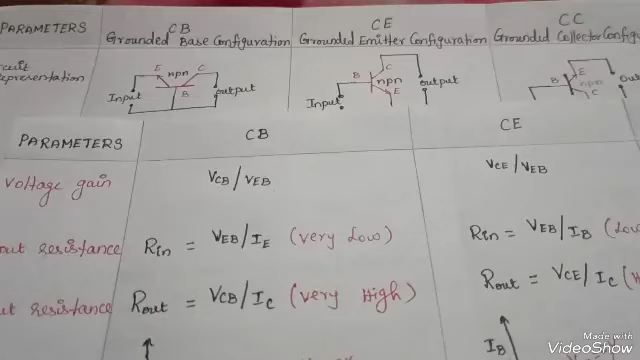 PARAMETERS CB CE CC
Grounded Base Configuration Grounded Emitter Configuration Grounded Collector
E npn C C npn E
B B E B npn C
Input output Input output
PARAMETERS CB CE
Voltage gain VCB/VEB VCE/VEB
resistance Rin = VEB/IE (very Low) Rin = VEB/IB
resistance Rout = VCB/IC (very High) Rout = VCE/IC
IB
Made with
VideoShow